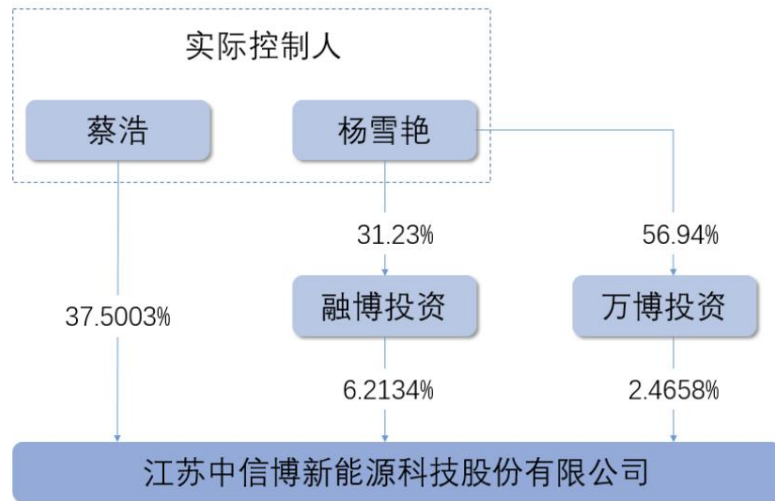 实际控制人
蔡浩
杨雪艳
31.23%
56.94%
融博投资
万博投资
37.5003%
6.2134%
2.4658%
江苏中信博新能源科技股份有限公司